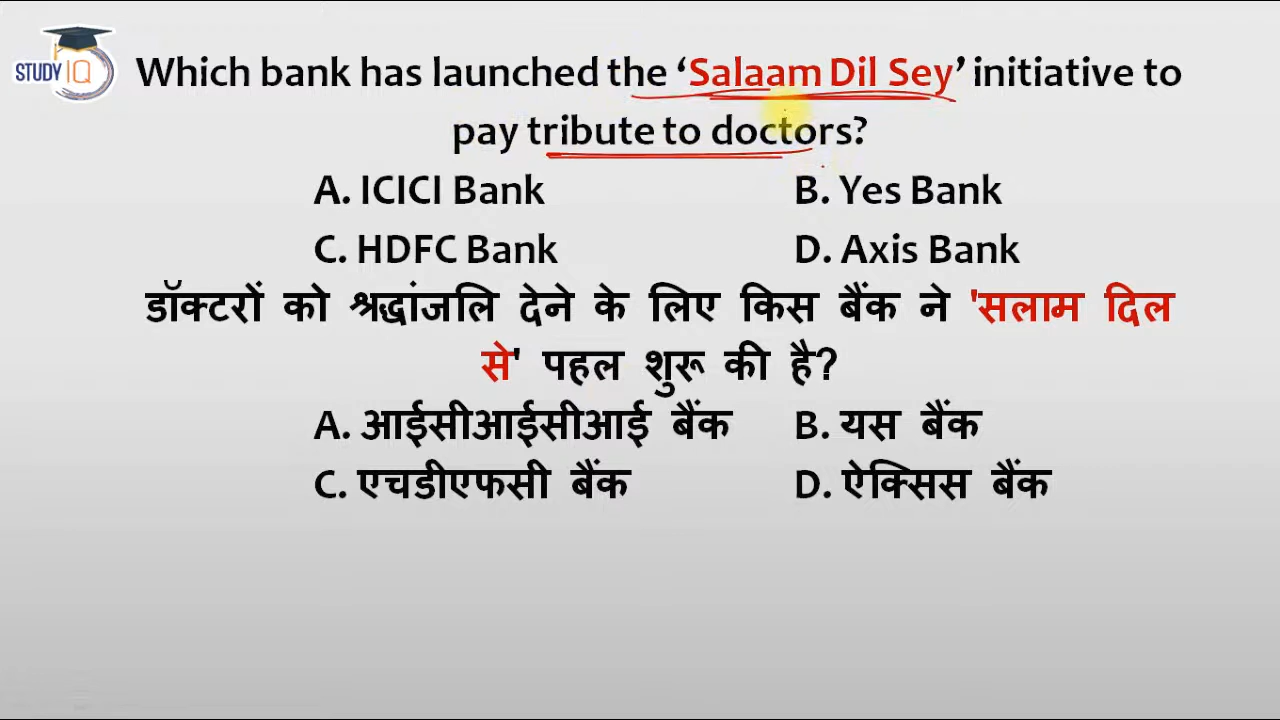 STUDY IQ
Which bank has launched the ‘Salaam Dil Sey’ initiative to
pay tribute to doctors?
A. ICICI Bank B. Yes Bank
C. HDFC Bank D. Axis Bank
डॉक्टरों को श्रद्धांजलि देने के लिए किस बैंक ने 'सलाम दिल
से' पहल शुरू की है?
A. आईसीआईसीआई बैंक B. यस बैंक
C. एचडीएफसी बैंक D. ऐक्सिस बैंक